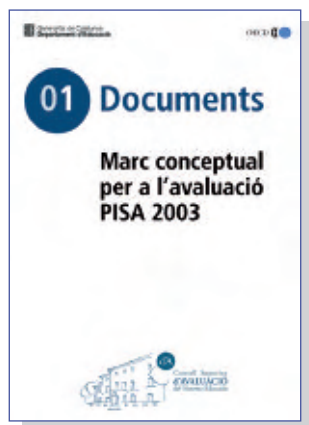 Generalitat de Catalunya
Departament d'Educació
OECD
01 Documents
Marc conceptual
per a l'avaluació
PISA 2003
Consell Superior
d'AVALUACIÓ
del Sistema Educatiu